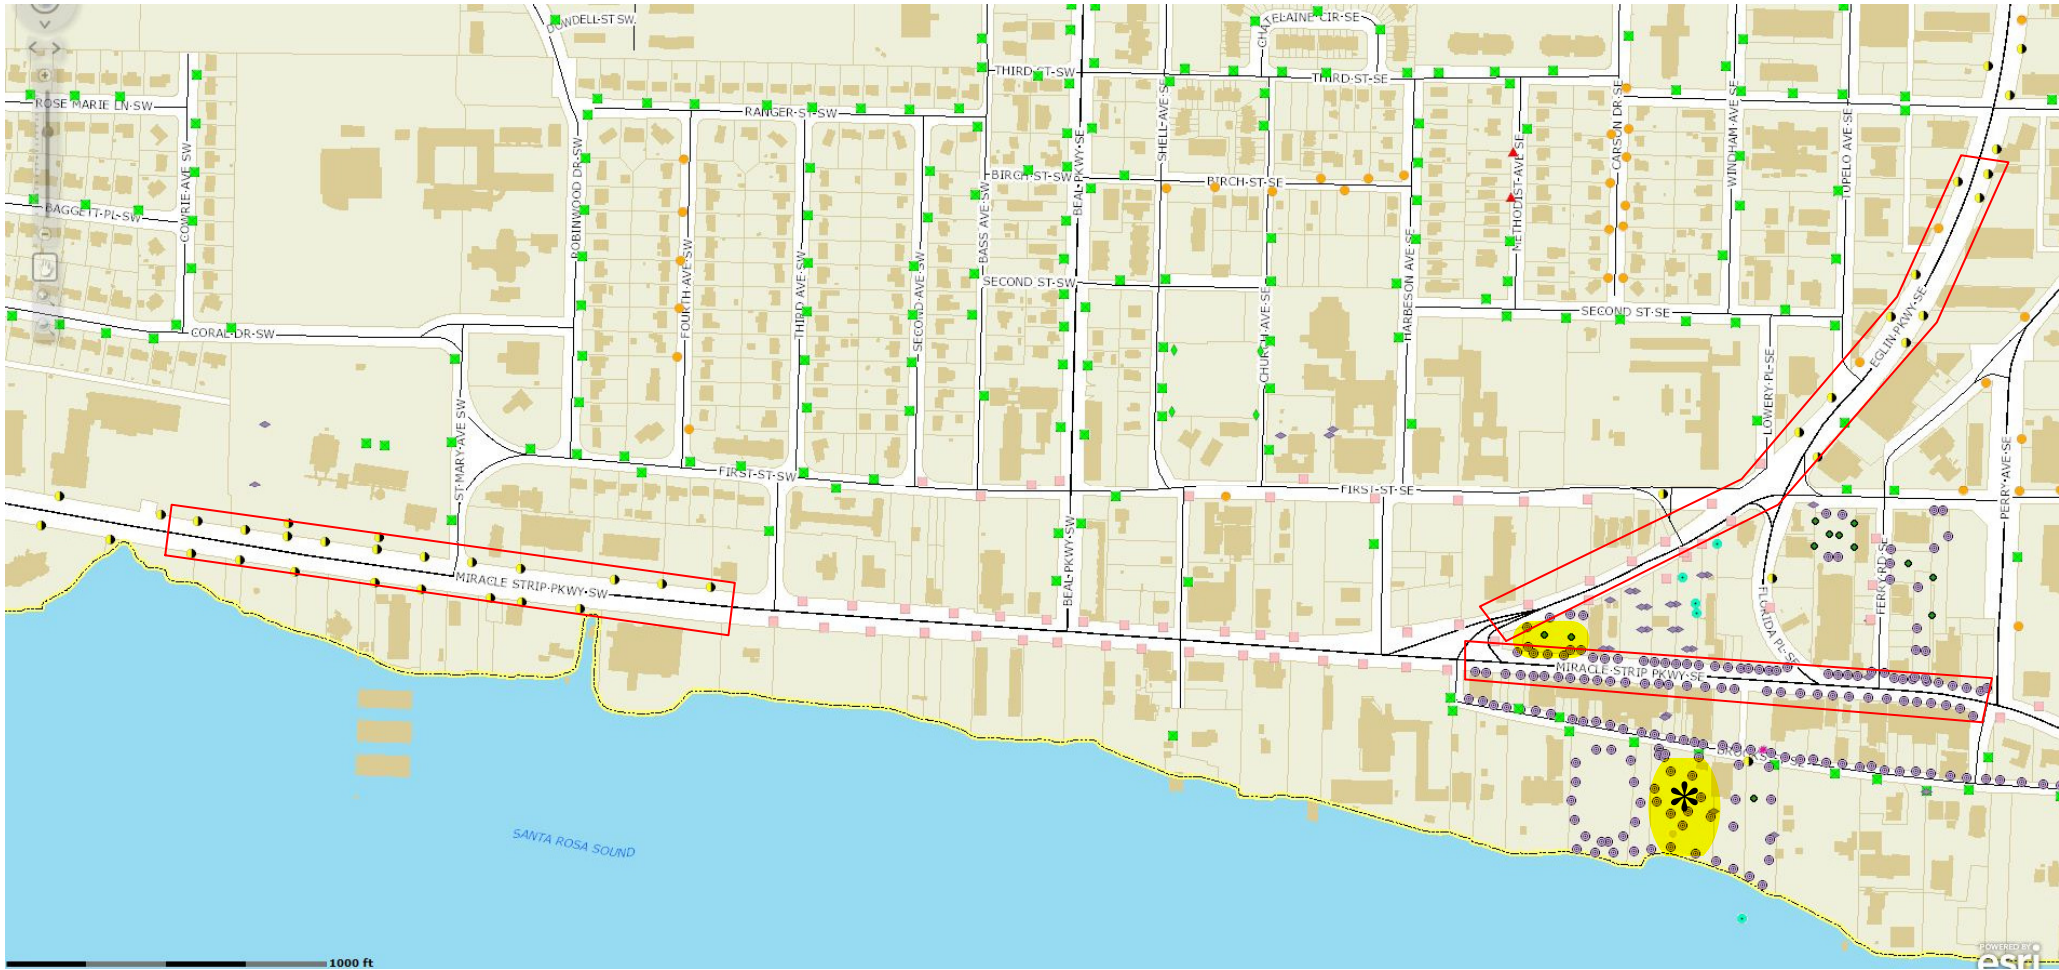 DOWDELL-ST SW
CHATELAINE-CIR-SE
THIRD-ST-SW
THIRD-ST-SE
ROSE MARIE LN-SW
RANGER-ST-SW
COWRIE-AVE SW
ROBINWOOD DR-SW
BEAL-PKWY-SE
SHELL-AVE-SE
METHODIST-AVE SE
CARSON DR-SE
WINDHAM-AVE SE
TUPELO AVE-SE
BIRCH-ST-SW
BIRCH-ST-SE
BAGGETT-PL-SW
BASS AVE-SW
FOURTH-AVE-SW
THIRD AVE-SW
SECOND-AVE-SW
HARBESON AVE-SE
SECOND ST-SW
SECOND ST-SE
CHURCH-AVE-SE
EGLIN-PKWY-SE
CORAL-DR-SW
LOWERY-PL-SE
ST-MARY-AVE SW
FIRST-ST-SW
FIRST-ST-SE
PERRY-AVE-SE
BEAL-PKWY-SW
MIRACLE STRIP-PKWY-SW
FERRY-RD-SE
FLORIDA PL-SE
MIRACLE-STRIP PKWY-SE
SANTA ROSA SOUND
1000 ft
POWERED BY
esri